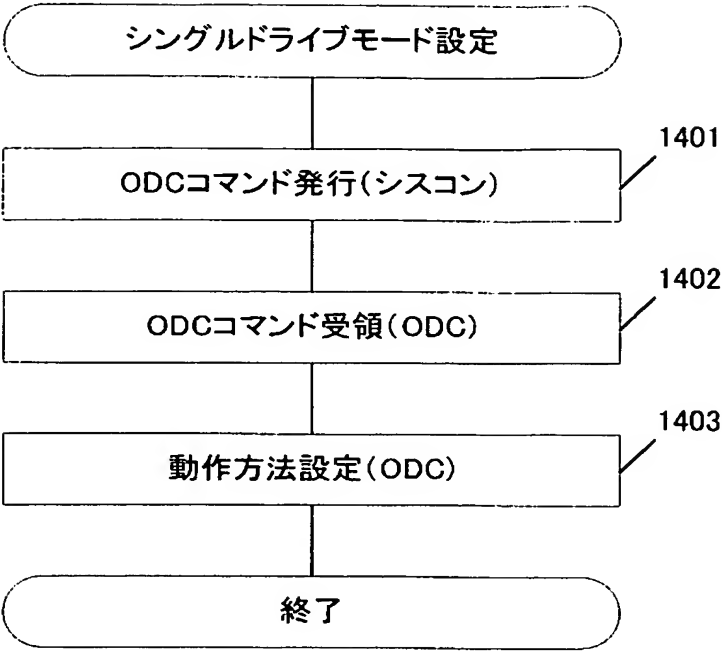 シングルドライブモード設定
1401
ODCコマンド発行(シスコン)
1402
ODCコマンド受領(ODC)
1403
動作方法設定(ODC)
終了